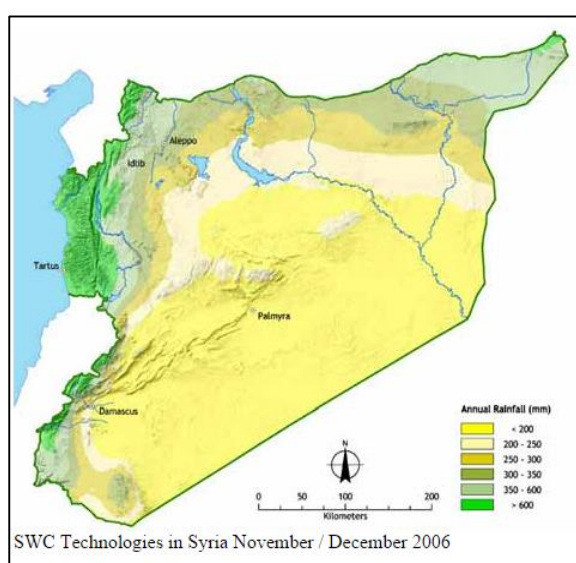 Aleppo
Idlib
Tartus
Palmyra
Damascus
Annual Rainfall (mm)
< 200
200 - 250
250 - 300
300 - 350
350 - 600
> 600
N
0 50 100 200
Kilometers
SWC Technologies in Syria November / December 2006